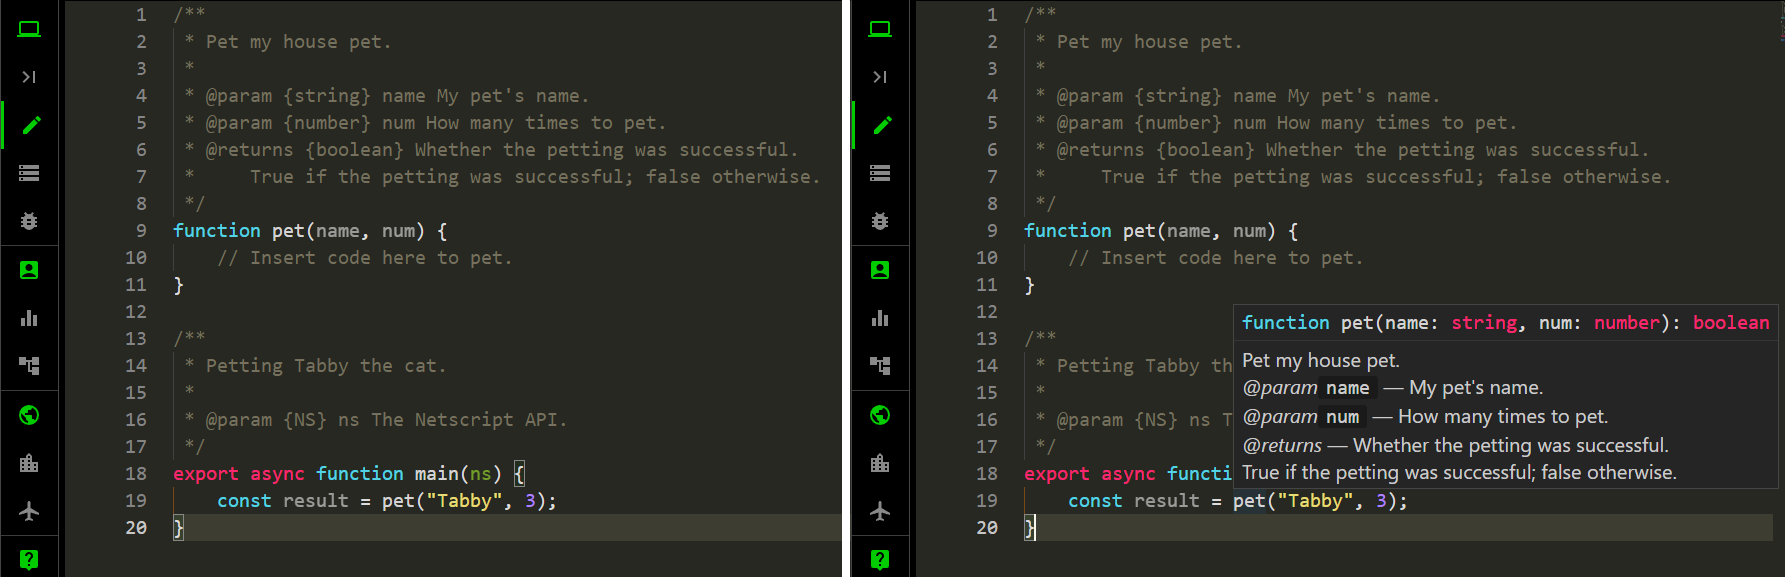 1 /**
2  * Pet my house pet.
3  *
4  * @param {string} name My pet's name.
5  * @param {number} num How many times to pet.
6  * @returns {boolean} Whether the petting was successful.
7  *     True if the petting was successful; false otherwise.
8  */
9 function pet(name, num) {
10     // Insert code here to pet.
11 }
12
13 /**
14  * Petting Tabby the cat.
15  *
16  * @param {NS} ns The Netscript API.
17  */
18 export async function main(ns) {
19     const result = pet("Tabby", 3);
20 }
1 /**
2  * Pet my house pet.
3  *
4  * @param {string} name My pet's name.
5  * @param {number} num How many times to pet.
6  * @returns {boolean} Whether the petting was successful.
7  *     True if the petting was successful; false otherwise.
8  */
9 function pet(name, num) {
10     // Insert code here to pet.
11 }
12
13 /**
14  * Petting Tabby th
15  *
16  * @param {NS} ns T
17  */
18 export async functi
19     const result = pet("Tabby", 3);
20 }
function pet(name: string, num: number): boolean
Pet my house pet.
@param name — My pet's name.
@param num — How many times to pet.
@returns — Whether the petting was successful.
True if the petting was successful; false otherwise.